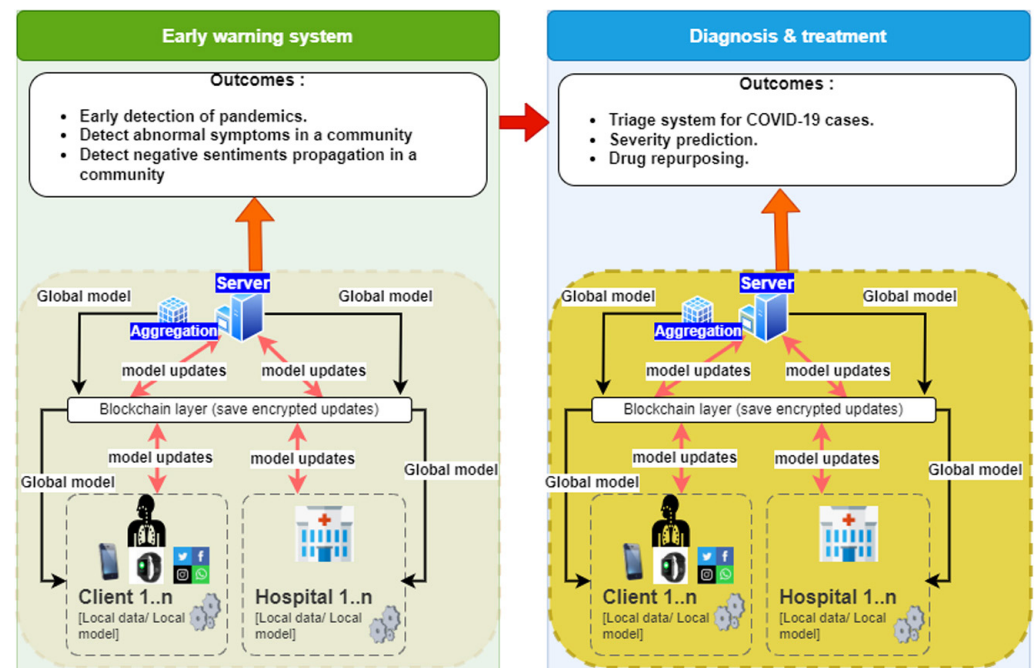 Early warning system
Outcomes :
Early detection of pandemics.
Detect abnormal symptoms in a community
Detect negative sentiments propagation in a
community
Server
Global model
Global model
Aggregation
model updates
model updates
Blockchain layer (save encrypted updates)
model updates
model updates
Global model
Global model
Client 1..n
[Local data/ Local
model]
Hospital 1..n
[Local data/ Local
model]
Diagnosis & treatment
Outcomes :
Triage system for COVID-19 cases.
Severity prediction.
Drug repurposing.
Server
Global model
Global model
Aggregation
model updates
model updates
Blockchain layer (save encrypted updates)
model updates
model updates
Global model
Global model
Client 1..n
[Local data/ Local
model]
Hospital 1..n
[Local data/ Local
model]